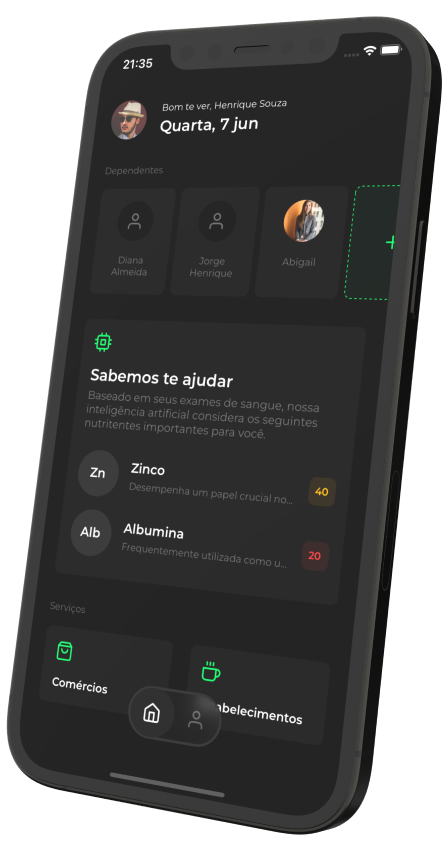 21:35
Bom te ver, Henrique Souza
Quarta, 7 jun
Dependentes
Diana
Almeida
Jorge
Henrique
Abigail
+
Sabemos te ajudar
Baseado em seus exames de sangue, nossa
inteligência artificial considera os seguintes
nutritentes importantes para você.
Zn
Zinco
Desempenha um papel crucial no...
40
Alb
Albumina
Frequentemente utilizada como u...
20
Serviços
Comércios
abelecimentos